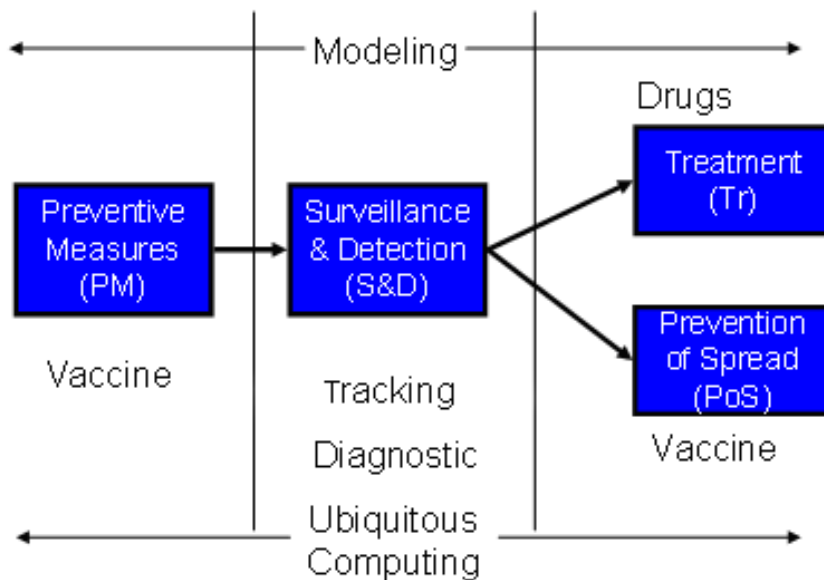 Modeling
Drugs
Treatment
(Tr)
Preventive
Measures
(PM)
Surveillance
& Detection
(S&D)
Prevention
of Spread
(PoS)
Vaccine
Tracking
Vaccine
Diagnostic
Ubiquitous
Computing